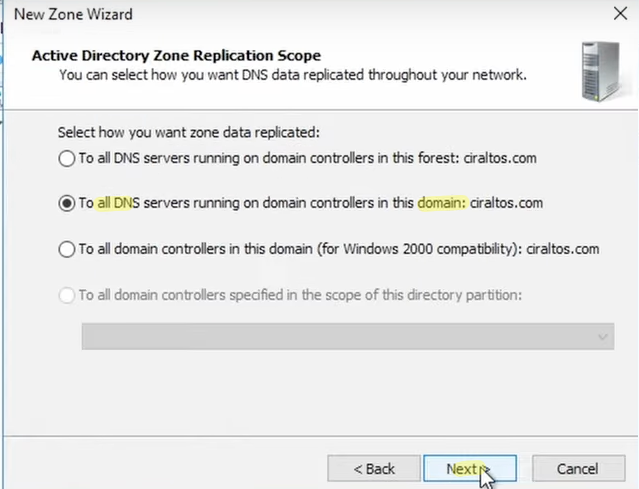 New Zone Wizard
Active Directory Zone Replication Scope
You can select how you want DNS data replicated throughout your network.
Select how you want zone data replicated:
To all DNS servers running on domain controllers in this forest: ciraltos.com
To all DNS servers running on domain controllers in this domain: ciraltos.com
To all domain controllers in this domain (for Windows 2000 compatibility): ciraltos.com
To all domain controllers specified in the scope of this directory partition:
< Back
Next >
Cancel